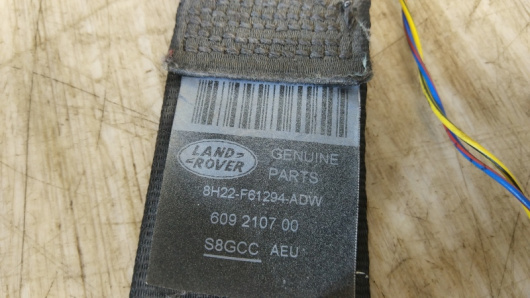 LAND-
-ROVER
GENUINE
PARTS
8H22-F61294-ADW
609 2107 00
S8GCC AEU